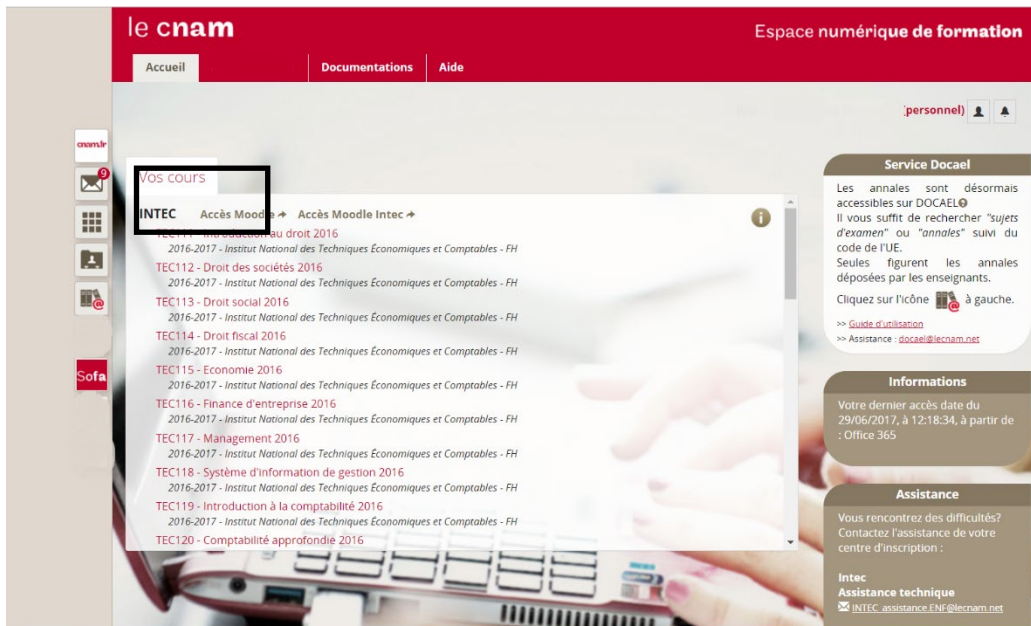 le cnam
Espace numérique de formation
Accueil
Documentations
Aide
personnel)
cnam.fr
9
Vos cours
INTEC Accès Moodle Accès Moodle Intec
TEC111 - Introduction au droit 2016
2016-2017 - Institut National des Techniques Économiques et Comptables - FH
TEC112 - Droit des sociétés 2016
2016-2017 - Institut National des Techniques Économiques et Comptables - FH
TEC113 - Droit social 2016
2016-2017 - Institut National des Techniques Économiques et Comptables - FH
TEC114 - Droit fiscal 2016
2016-2017 - Institut National des Techniques Économiques et Comptables - FH
TEC115 - Economie 2016
2016-2017 - Institut National des Techniques Économiques et Comptables - FH
TEC116 - Finance d'entreprise 2016
2016-2017 - Institut National des Techniques Économiques et Comptables - FH
TEC117 - Management 2016
2016-2017 - Institut National des Techniques Économiques et Comptables - FH
TEC118 - Système d'information de gestion 2016
2016-2017 - Institut National des Techniques Économiques et Comptables - FH
TEC119 - Introduction à la comptabilité 2016
2016-2017 - Institut National des Techniques Économiques et Comptables - FH
TEC120 - Comptabilité approfondie 2016
Sofa
Service Docael
Les annales sont désormais
accessibles sur DOCAEL
Il vous suffit de rechercher "sujets
d'examen" ou "annales" suivi du
code de l'UE.
Seules figurent les annales
déposées par les enseignants.
Cliquez sur l'icône à gauche.
>> Guide d'utilisation
>> Assistance : docael@lecnam.net
Informations
Votre dernier accès date du
29/06/2017, à 12:18:34, à partir de
: Office 365
Assistance
Vous rencontrez des difficultés?
Contactez l'assistance de votre
centre d'inscription :
Intec
Assistance technique
INTEC_assistance.ENF@lecnam.net